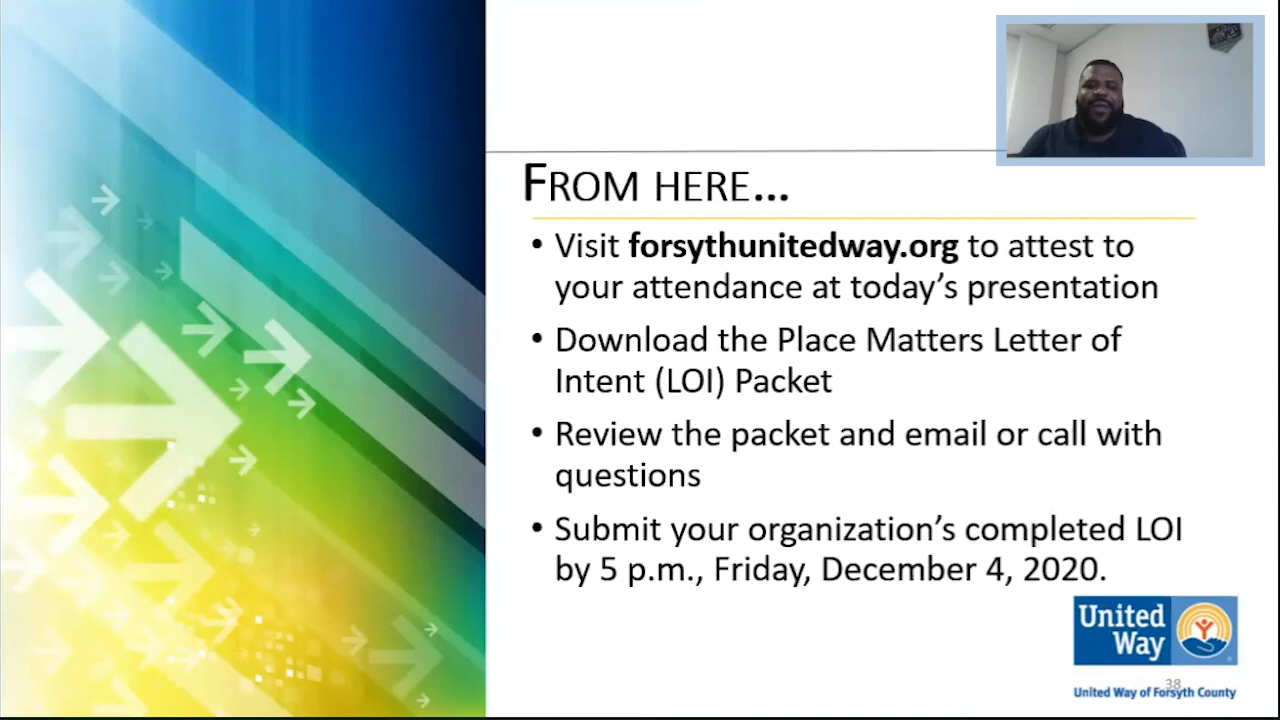 FROM HERE...
• Visit forsythunitedway.org to attest to
your attendance at today's presentation
• Download the Place Matters Letter of
Intent (LOI) Packet
• Review the packet and email or call with
questions
• Submit your organization's completed LOI
by 5 p.m., Friday, December 4, 2020.
United
Way
38
United Way of Forsyth County